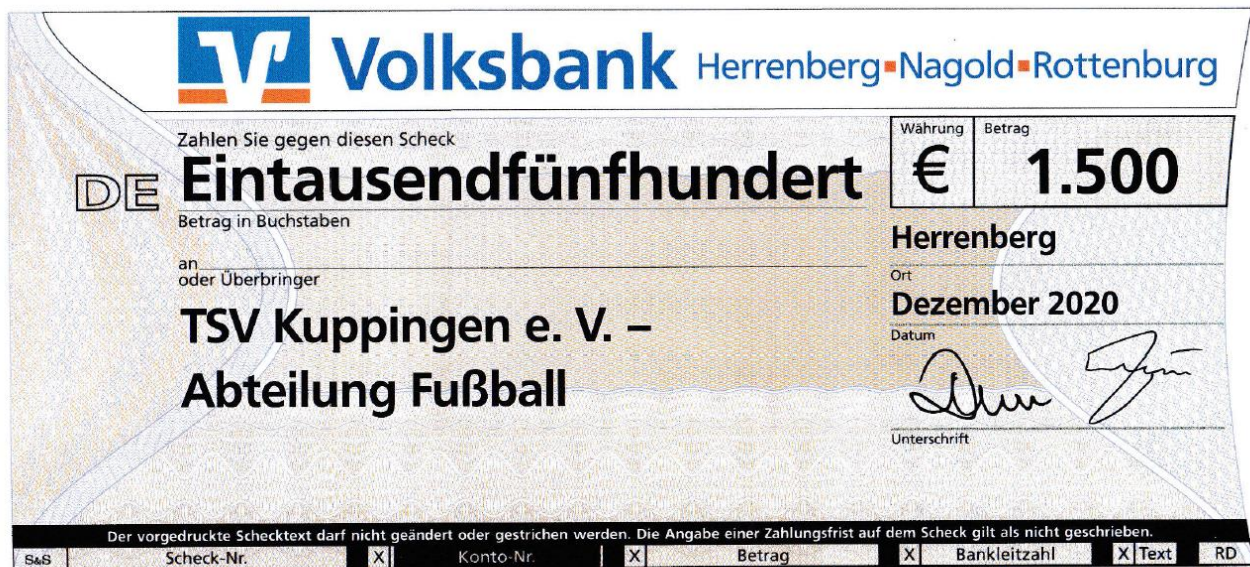 Volksbank Herrenberg▪Nagold▪Rottenburg
Zahlen Sie gegen diesen Scheck
DE Eintausendfünfhundert
Betrag in Buchstaben
Währung Betrag
€ 1.500
an
oder Überbringer
TSV Kuppingen e. V. –
Abteilung Fußball
Herrenberg
Ort
Dezember 2020
Datum
Unterschrift
Der vorgedruckte Schecktext darf nicht geändert oder gestrichen werden. Die Angabe einer Zahlungsfrist auf dem Scheck gilt als nicht geschrieben.
S&S Scheck-Nr. X Konto-Nr. X Betrag X Bankleitzahl X Text RD